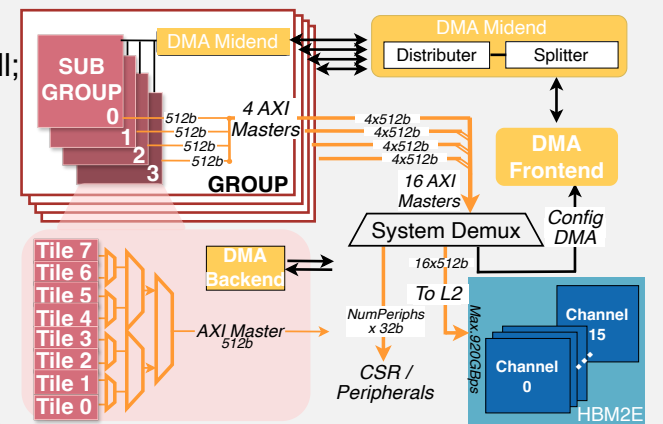 ll;
SUB
GROUP
0
1
2
3
DMA Midend
512b
512b
512b
512b
4 AXI
Masters
GROUP
4x512b
4x512b
4x512b
4x512b
16 AXI
Masters
DMA Midend
Distributer
Splitter
DMA
Frontend
Config
DMA
System Demux
16x512b
To L2
NumPeriphs
x 32b
CSR /
Peripherals
Max.920GBps
Channel
15
Channel
0
HBM2E
Tile 7
Tile 6
Tile 5
Tile 4
Tile 3
Tile 2
Tile 1
Tile 0
DMA
Backend
AXI Master
512b